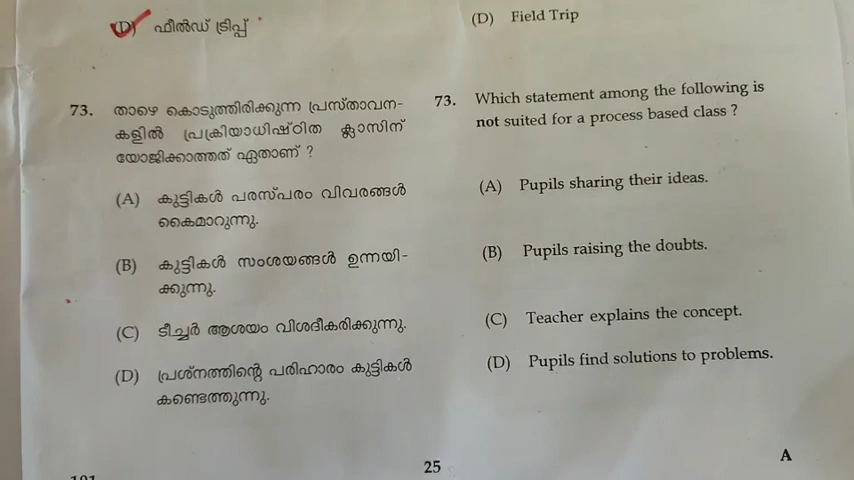 (D) ഫീൽഡ് ട്രിപ്പ്
(D) Field Trip
73. താഴെ കൊടുത്തിരിക്കുന്ന പ്രസ്താവന-
കളിൽ പ്രക്രിയാധിഷ്ഠിത ക്ലാസിന്
യോജിക്കാത്തത് ഏതാണ് ?
(A) കുട്ടികൾ പരസ്പരം വിവരങ്ങൾ
കൈമാറുന്നു.
(B) കുട്ടികൾ സംശയങ്ങൾ ഉന്നയി-
ക്കുന്നു.
(C) ടീച്ചർ ആശയം വിശദീകരിക്കുന്നു.
(D) പ്രശ്നത്തിന്റെ പരിഹാരം കുട്ടികൾ
കണ്ടെത്തുന്നു.
73. Which statement among the following is
not suited for a process based class ?
(A) Pupils sharing their ideas.
(B) Pupils raising the doubts.
(C) Teacher explains the concept.
(D) Pupils find solutions to problems.
25
A